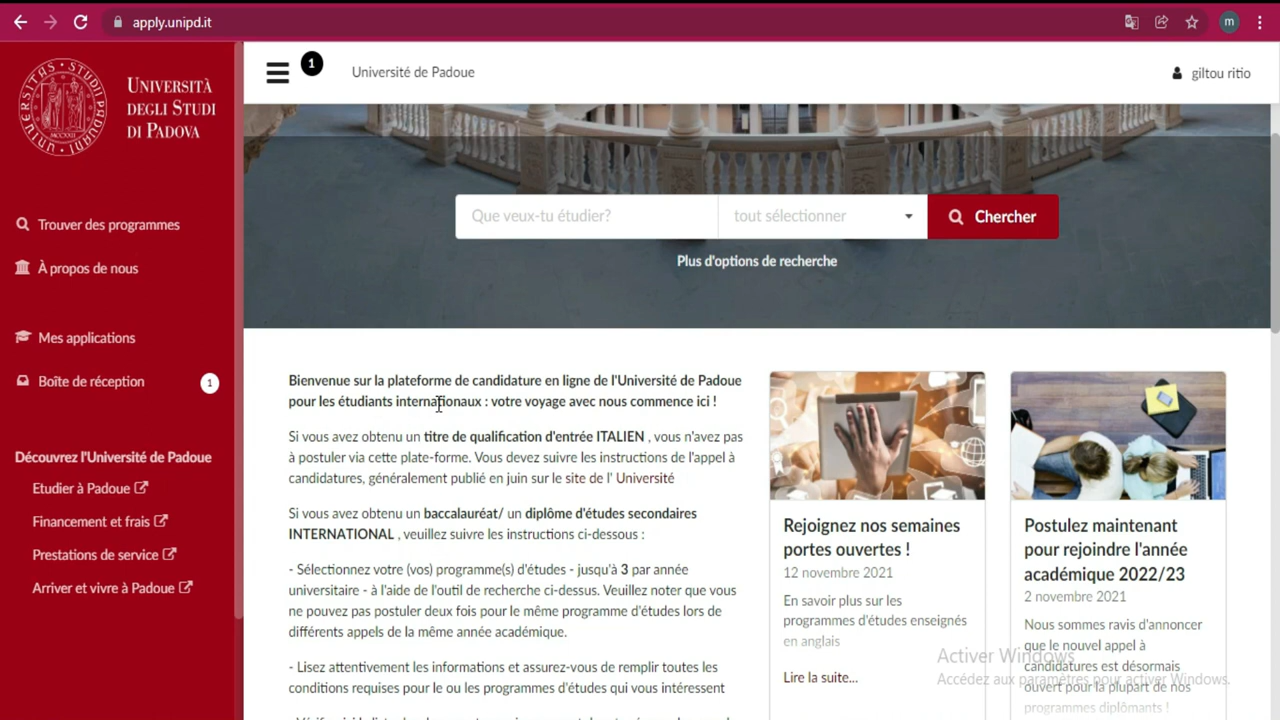 apply.unipd.it
m
UNIVERSITÀ
DEGLI STUDI
DI PADOVA
UNIVERSITAS STUDII PADUANI
MCCXXII
Trouver des programmes
À propos de nous
Mes applications
Boîte de réception
1
Découvrez l'Université de Padoue
Etudier à Padoue
Financement et frais
Prestations de service
Arriver et vivre à Padoue
1
Université de Padoue
giltou ritio
Que veux-tu étudier?
tout sélectionner
Chercher
Plus d'options de recherche
Bienvenue sur la plateforme de candidature en ligne de l'Université de Padoue
pour les étudiants internationaux : votre voyage avec nous commence ici !
Si vous avez obtenu un titre de qualification d'entrée ITALIEN , vous n'avez pas
à postuler via cette plate-forme. Vous devez suivre les instructions de l'appel à
candidatures, généralement publié en juin sur le site de l' Université
Si vous avez obtenu un baccalauréat/ un diplôme d'études secondaires
INTERNATIONAL , veuillez suivre les instructions ci-dessous :
- Sélectionnez votre (vos) programme(s) d'études - jusqu'à 3 par année
universitaire - à l'aide de l'outil de recherche ci-dessus. Veuillez noter que vous
ne pouvez pas postuler deux fois pour le même programme d'études lors de
différents appels de la même année académique.
- Lisez attentivement les informations et assurez-vous de remplir toutes les
conditions requises pour le ou les programmes d'études qui vous intéressent
Rejoignez nos semaines
portes ouvertes !
12 novembre 2021
En savoir plus sur les
programmes d'études enseignés
en anglais
Lire la suite...
Postulez maintenant
pour rejoindre l'année
académique 2022/23
2 novembre 2021
Nous sommes ravis d'annoncer
que le nouvel appel à
candidatures est désormais
ouvert pour la plupart de nos
programmes diplômants !
Activer Windows
Accédez aux paramètres pour activer Windows.